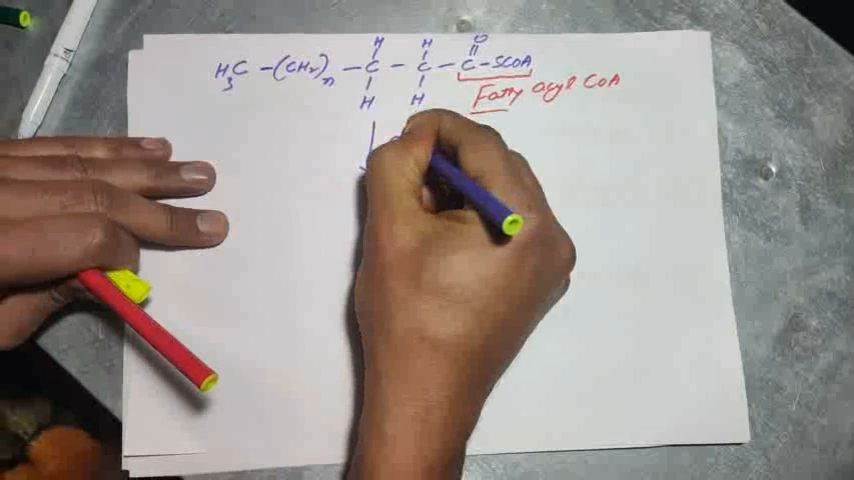 H H O
H₃C -(CH₂)n - C - C - C - SCOA
H H
Fatty acyl CoA